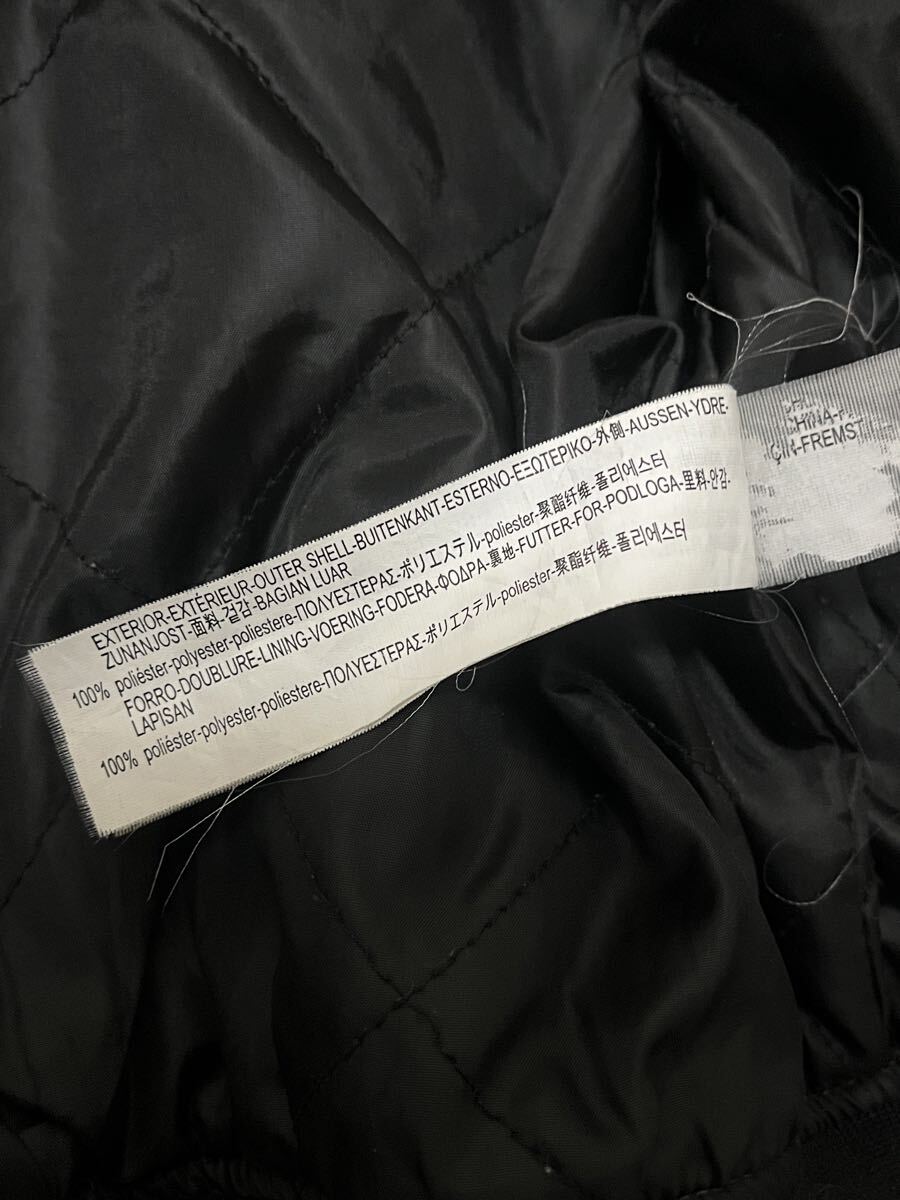 EXTERIOR-EXTÉRIEUR-OUTER SHELL-BUITENKANT-ESTERNO-ΕΞΩΤΕΡΙΚΟ-外側-AUSSEN-YDRE-
ZUNANJOST-面料-겉감-BAGIAN LUAR
100% poliéster-polyester-poliestere-ΠΟΛΥΕΣΤΕΡΑΣ-ポリエステル-poliester-聚酯纤维-폴리에스터
FORRO-DOUBLURE-LINING-VOERING-FODERA-ΦΟΔΡΑ-裏地-FUTTER-FOR-PODLOGA-里料-안감-
LAPISAN
100% poliéster-polyester-poliestere-ΠΟΛΥΕΣΤΕΡΑΣ-ポリエステル-poliester-聚酯纤维-폴리에스터
CHINA-
ÇIN-FREMST